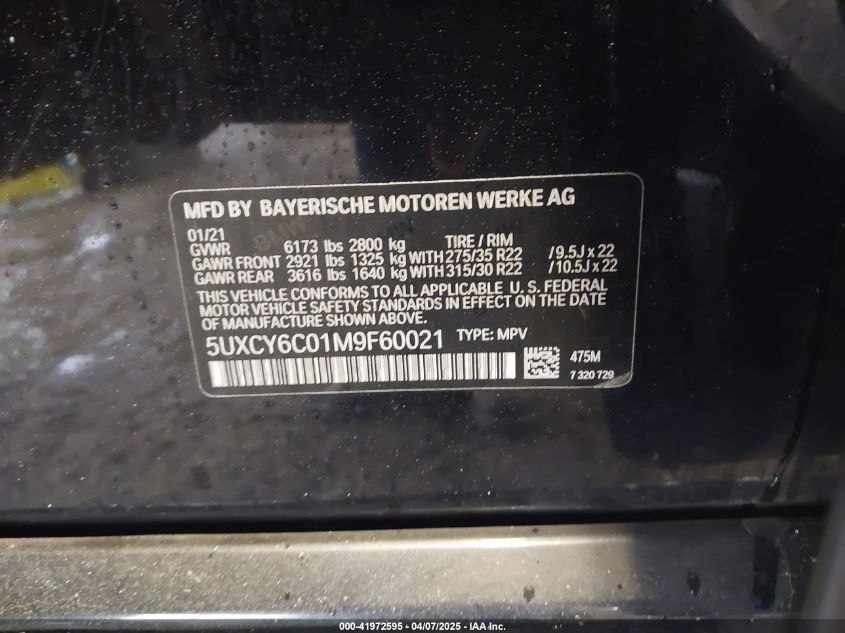 MFD BY BAYERISCHE MOTOREN WERKE AG
01/21
GVWR 6173 lbs 2800 kg TIRE / RIM
GAWR FRONT 2921 lbs 1325 kg WITH 275/35 R22 / 9.5J x 22
GAWR REAR 3616 lbs 1640 kg WITH 315/30 R22 / 10.5J x 22
THIS VEHICLE CONFORMS TO ALL APPLICABLE U.S. FEDERAL
MOTOR VEHICLE SAFETY STANDARDS IN EFFECT ON THE DATE
OF MANUFACTURE SHOWN ABOVE.
5UXCY6C01M9F60021 TYPE: MPV
475M
7 320 729
000-41972595 - 04/07/2025 - IAA Inc.